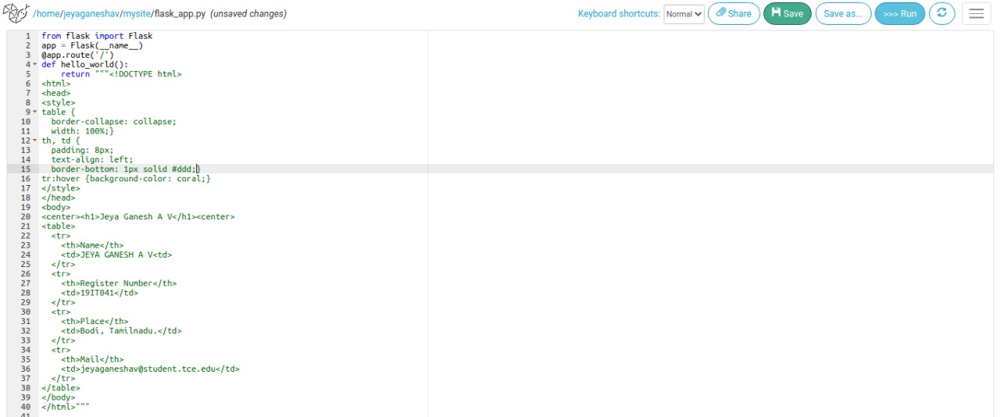 /home/jeyaganeshav/mysite/flask_app.py (unsaved changes) Keyboard shortcuts: Normal Share Save Save as... >>> Run
1 from flask import Flask
2 app = Flask(__name__)
3 @app.route('/')
4 def hello_world():
5     return """<!DOCTYPE html>
6 <html>
7 <head>
8 <style>
9 table {
10   border-collapse: collapse;
11   width: 100%;}
12 th, td {
13   padding: 8px;
14   text-align: left;
15   border-bottom: 1px solid #ddd;}
16 tr:hover {background-color: coral;}
17 </style>
18 </head>
19 <body>
20 <center><h1>Jeya Ganesh A V</h1><center>
21 <table>
22   <tr>
23     <th>Name</th>
24     <td>JEYA GANESH A V<td>
25   </tr>
26   <tr>
27     <th>Register Number</th>
28     <td>19IT041</td>
29   </tr>
30   <tr>
31     <th>Place</th>
32     <td>Bodi, Tamilnadu.</td>
33   </tr>
34   <tr>
35     <th>Mail</th>
36     <td>jeyaganeshav@student.tce.edu</td>
37   </tr>
38 </table>
39 </body>
40 </html>"""
41